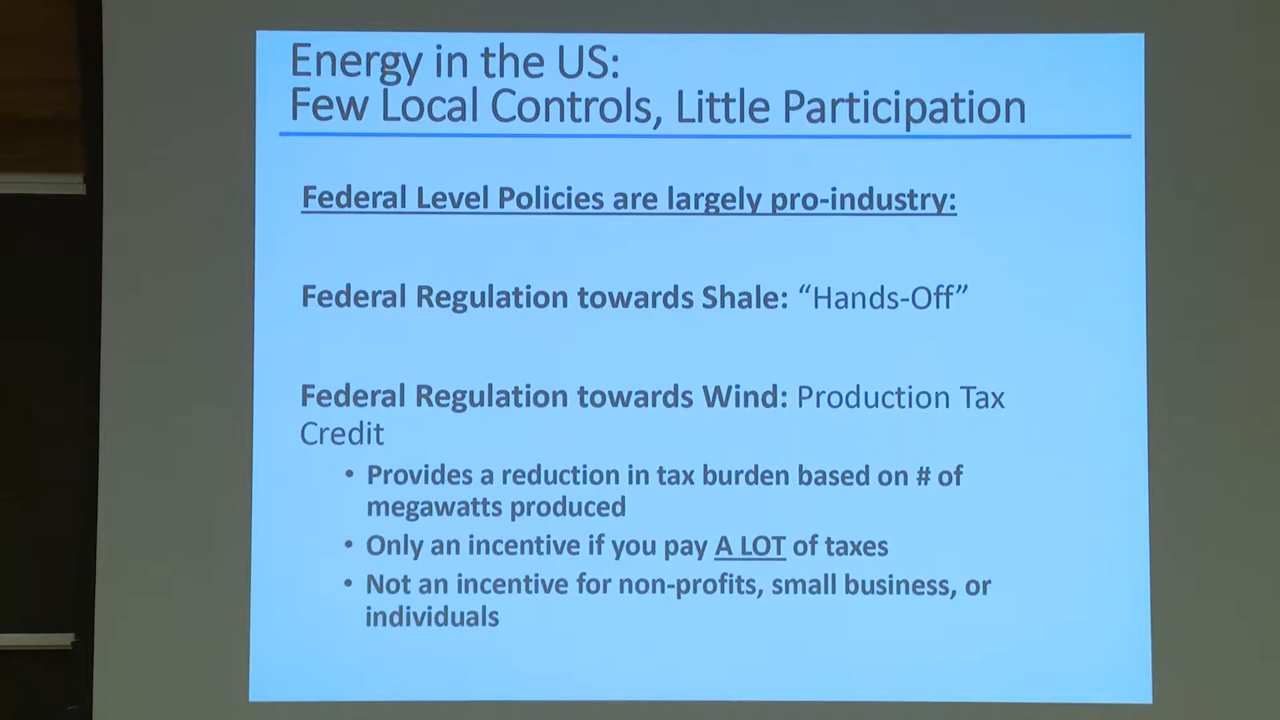 Energy in the US:
Few Local Controls, Little Participation
Federal Level Policies are largely pro-industry:
Federal Regulation towards Shale: “Hands-Off”
Federal Regulation towards Wind: Production Tax
Credit
• Provides a reduction in tax burden based on # of
megawatts produced
• Only an incentive if you pay A LOT of taxes
• Not an incentive for non-profits, small business, or
individuals